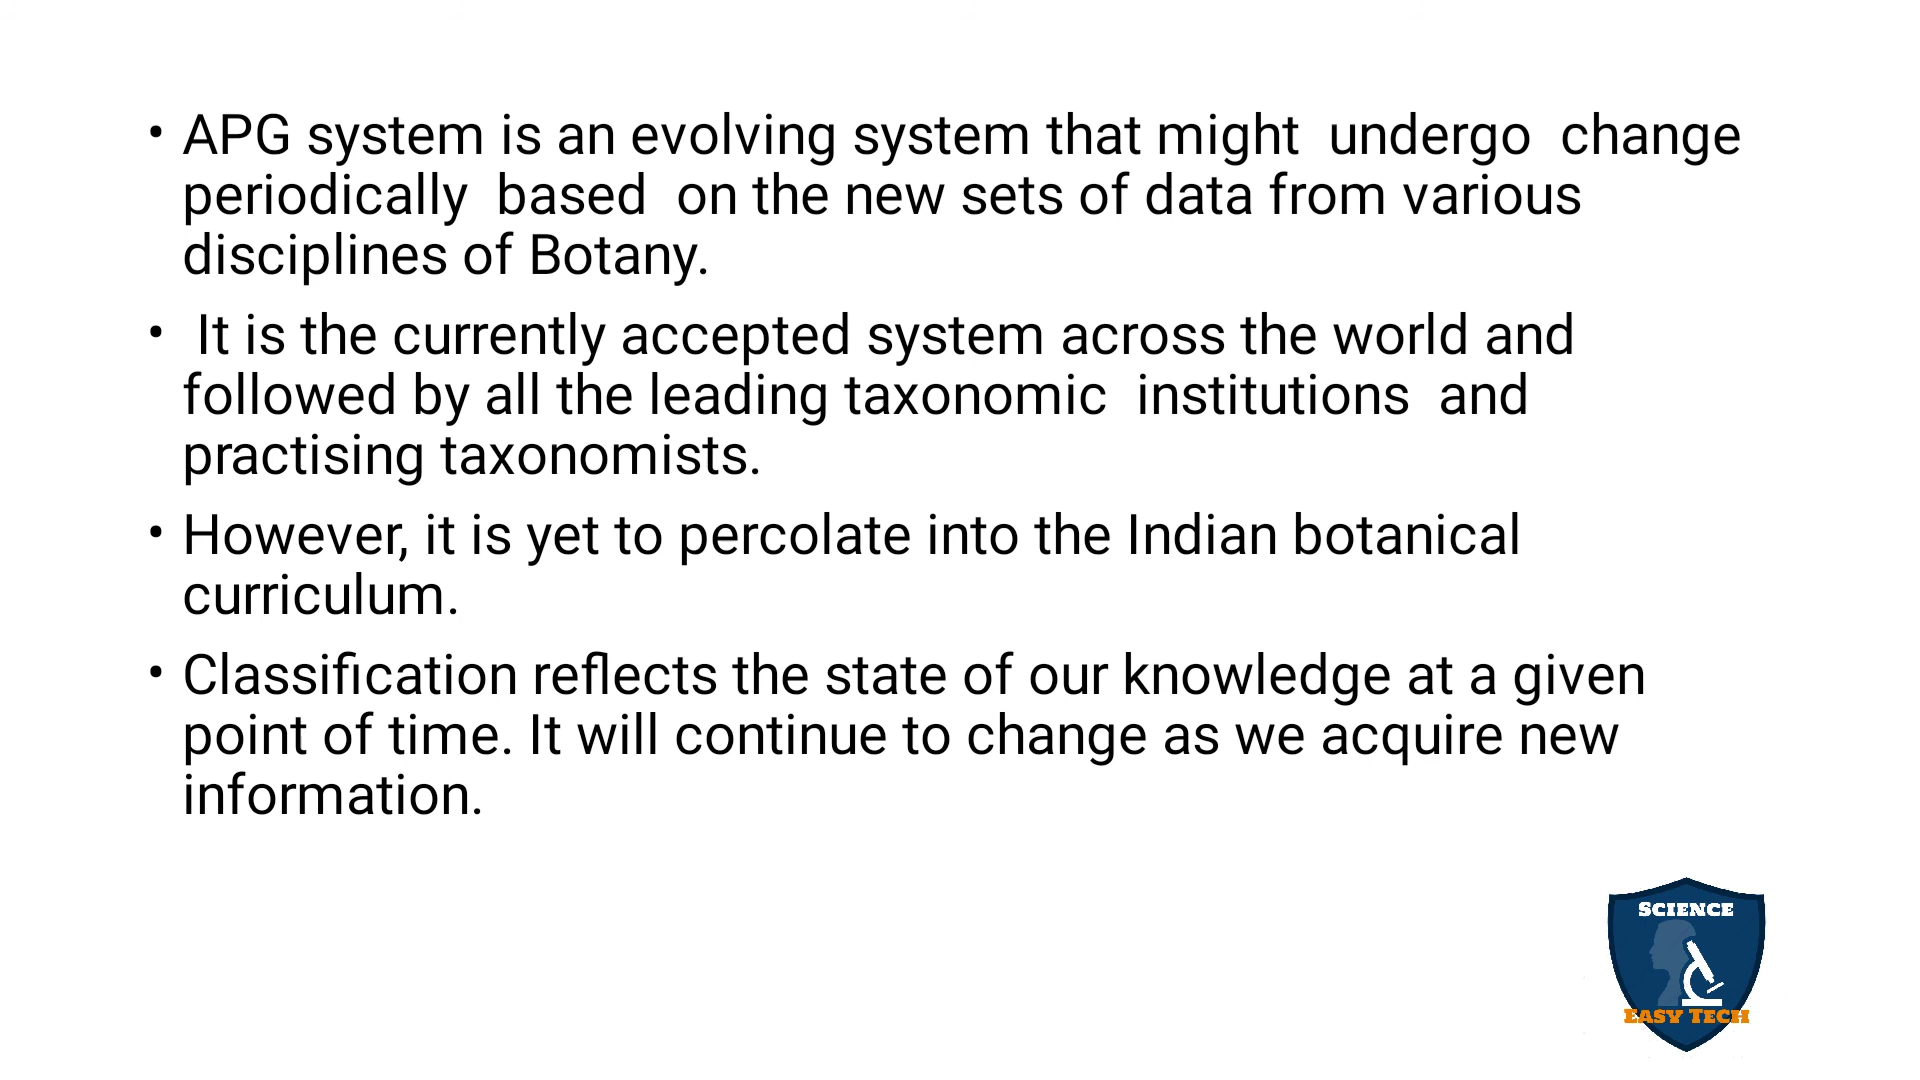 • APG system is an evolving system that might  undergo  change
periodically  based  on the new sets of data from various
disciplines of Botany.
•  It is the currently accepted system across the world and
followed by all the leading taxonomic  institutions  and
practising taxonomists.
• However, it is yet to percolate into the Indian botanical
curriculum.
• Classification reflects the state of our knowledge at a given
point of time. It will continue to change as we acquire new
information.
SCIENCE
EASY TECH